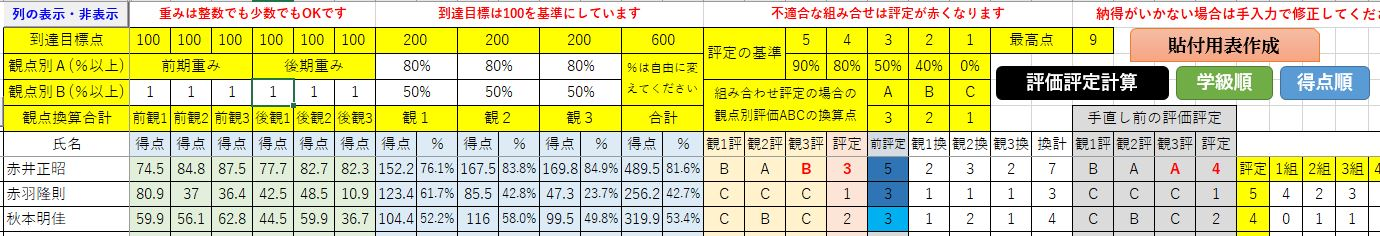 列の表示・非表示 重みは整数でも少数でもOKです 到達目標は100を基準にしています 不適合な組み合せは評定が赤くなります 納得がいかない場合は手入力で修正してくださ
到達目標点 100 100 100 100 100 100 200 200 200 600 評定の基準 5 4 3 2 1 最高点 9 貼付用表作成
観点別A(%以上) 前期重み 後期重み 80% 80% 80% %は自由に変えてください 90% 80% 50% 40% 0%
観点別B(%以上) 1 1 1 1 1 1 50% 50% 50% 組み合わせ評定の場合の A B C 評価評定計算 学級順 得点順
観点換算合計 前観1 前観2 前観3 後観1 後観2 後観3 観1 観2 観3 合計 観点別評価ABCの換算点 3 2 1 手直し前の評価評定
氏名 得点 得点 得点 得点 得点 得点 得点 % 得点 % 得点 % 得点 % 観1評 観2評 観3評 評定 前評定 観1換 観2換 観3換 換計 観1評 観2評 観3評 評定
赤井正昭 74.5 84.8 87.5 77.7 82.7 82.3 152.2 76.1% 167.5 83.8% 169.8 84.9% 489.5 81.6% B A B 3 5 2 3 2 7 B A A 4 評定 1組 2組 3組 4
赤羽隆則 80.9 37 36.4 42.5 48.5 10.9 123.4 61.7% 85.5 42.8% 47.3 23.7% 256.2 42.7% C C C 1 3 1 1 1 3 C C C 1 5 4 2 3
秋本明佳 59.9 56.1 62.8 44.5 59.9 36.7 104.4 52.2% 116 58.0% 99.5 49.8% 319.9 53.4% C B C 2 3 1 2 1 4 C B C 2 4 0 1 1